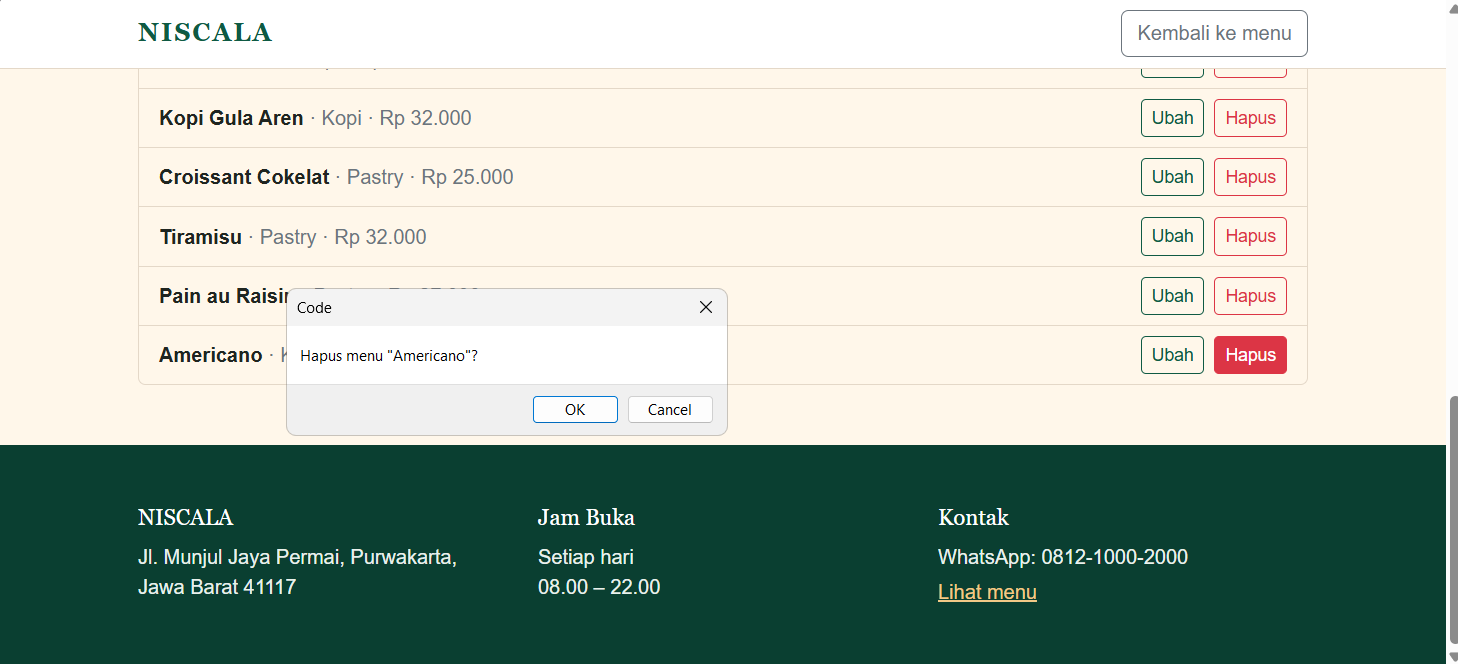 NISCALA
Kembali ke menu
Kopi Gula Aren · Kopi · Rp 32.000 Ubah Hapus
Croissant Cokelat · Pastry · Rp 25.000 Ubah Hapus
Tiramisu · Pastry · Rp 32.000 Ubah Hapus
Pain au Ubah Hapus
Americano · Ubah Hapus
Code
Hapus menu "Americano"?
OK Cancel
NISCALA
Jl. Munjul Jaya Permai, Purwakarta,
Jawa Barat 41117
Jam Buka
Setiap hari
08.00 – 22.00
Kontak
WhatsApp: 0812-1000-2000
Lihat menu